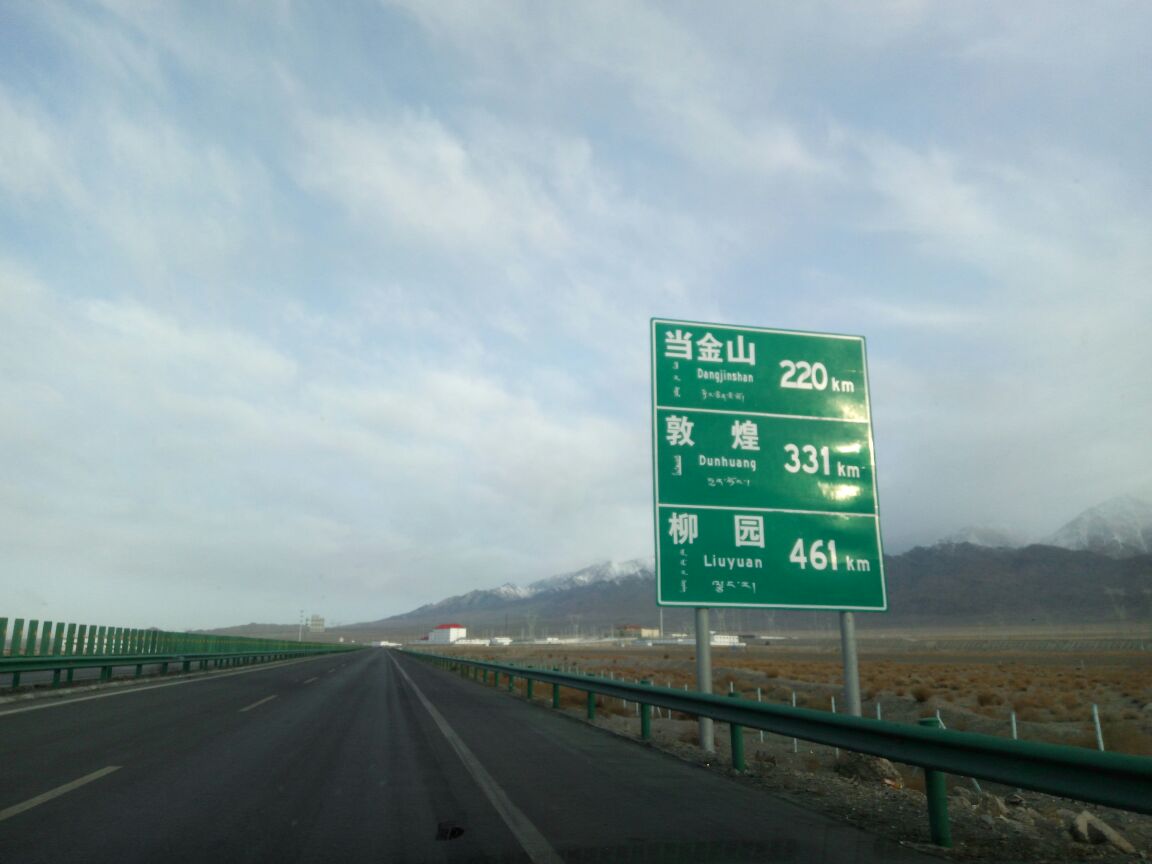 当金山
Dangjinshan
220 km
敦 煌
Dunhuang
331 km
柳 园
Liuyuan
461 km